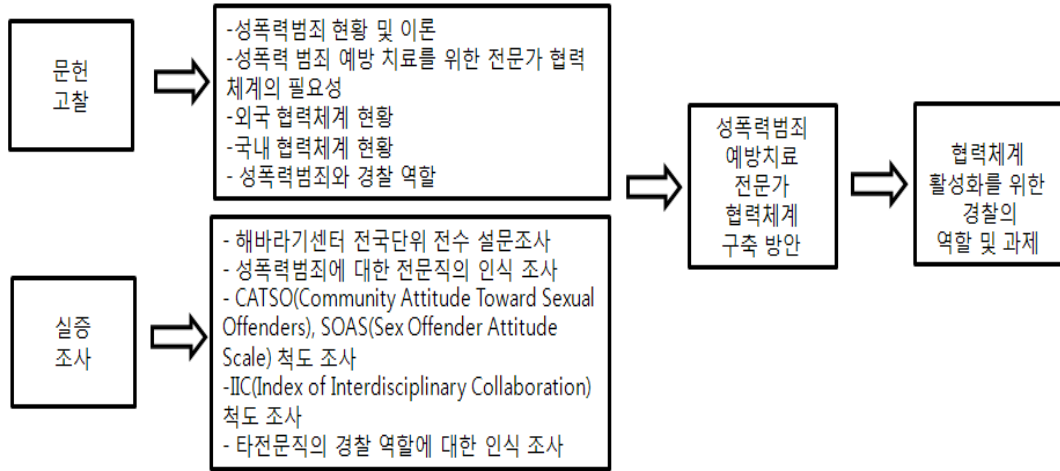 문헌
고찰
-성폭력범죄 현황 및 이론
-성폭력 범죄 예방 치료를 위한 전문가 협력
체계의 필요성
-외국 협력체계 현황
-국내 협력체계 현황
- 성폭력범죄와 경찰 역할
실증
조사
- 해바라기센터 전국단위 전수 설문조사
- 성폭력범죄에 대한 전문직의 인식 조사
- CATSO(Community Attitude Toward Sexual
Offenders), SOAS(Sex Offender Attitude
Scale) 척도 조사
-IIC(Index of Interdisciplinary Collaboration)
척도 조사
- 타전문직의 경찰 역할에 대한 인식 조사
성폭력범죄
예방치료
전문가
협력체계
구축 방안
협력체계
활성화를 위한
경찰의
역할 및 과제